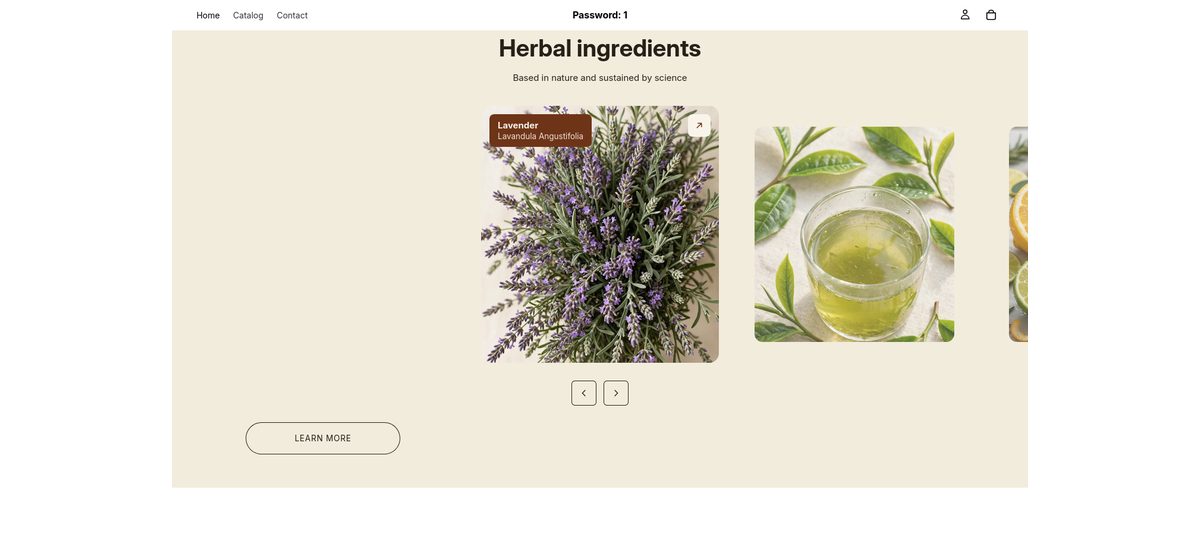 Home
Catalog
Contact
Password: 1
Herbal ingredients
Based in nature and sustained by science
Lavender
Lavandula Angustifolia
LEARN MORE